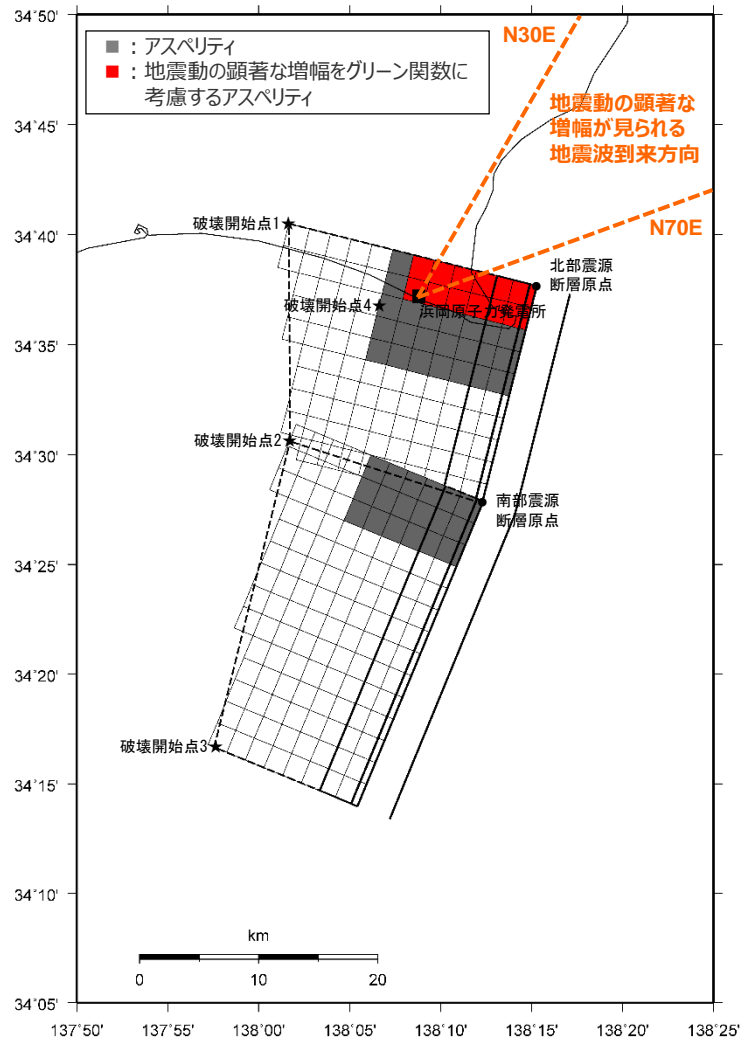 ■ : アスペリティ
■ : 地震動の顕著な増幅をグリーン関数に
考慮するアスペリティ
N30E
地震動の顕著な
増幅が見られる
地震波到来方向
N70E
破壊開始点1
北部震源
断層原点
破壊開始点4
浜岡原子力発電所
破壊開始点2
南部震源
断層原点
破壊開始点3
km
0 10 20
34°50'
34°45'
34°40'
34°35'
34°30'
34°25'
34°20'
34°15'
34°10'
34°05'
137°50' 137°55' 138°00' 138°05' 138°10' 138°15' 138°20' 138°25'